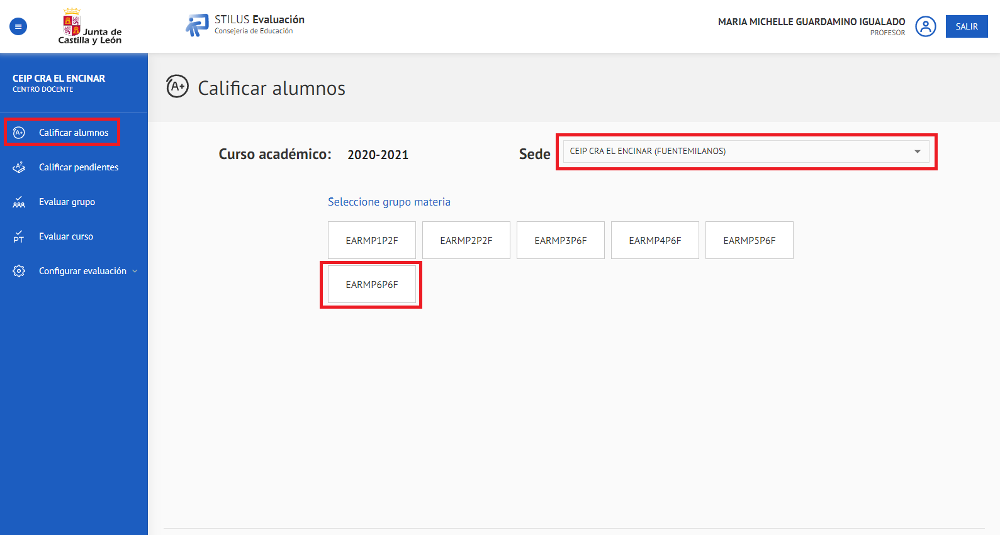 Junta de
Castilla y León
STILUS Evaluación
Consejería de Educación
MARIA MICHELLE GUARDAMINO IGUALADO
PROFESOR
SALIR
CEIP CRA EL ENCINAR
CENTRO DOCENTE
Calificar alumnos
Calificar pendientes
Evaluar grupo
Evaluar curso
Configurar evaluación
A+ Calificar alumnos
Curso académico: 2020-2021
Sede CEIP CRA EL ENCINAR (FUENTEMILANOS)
Seleccione grupo materia
EARMP1P2F EARMP2P2F EARMP3P6F EARMP4P6F EARMP5P6F
EARMP6P6F